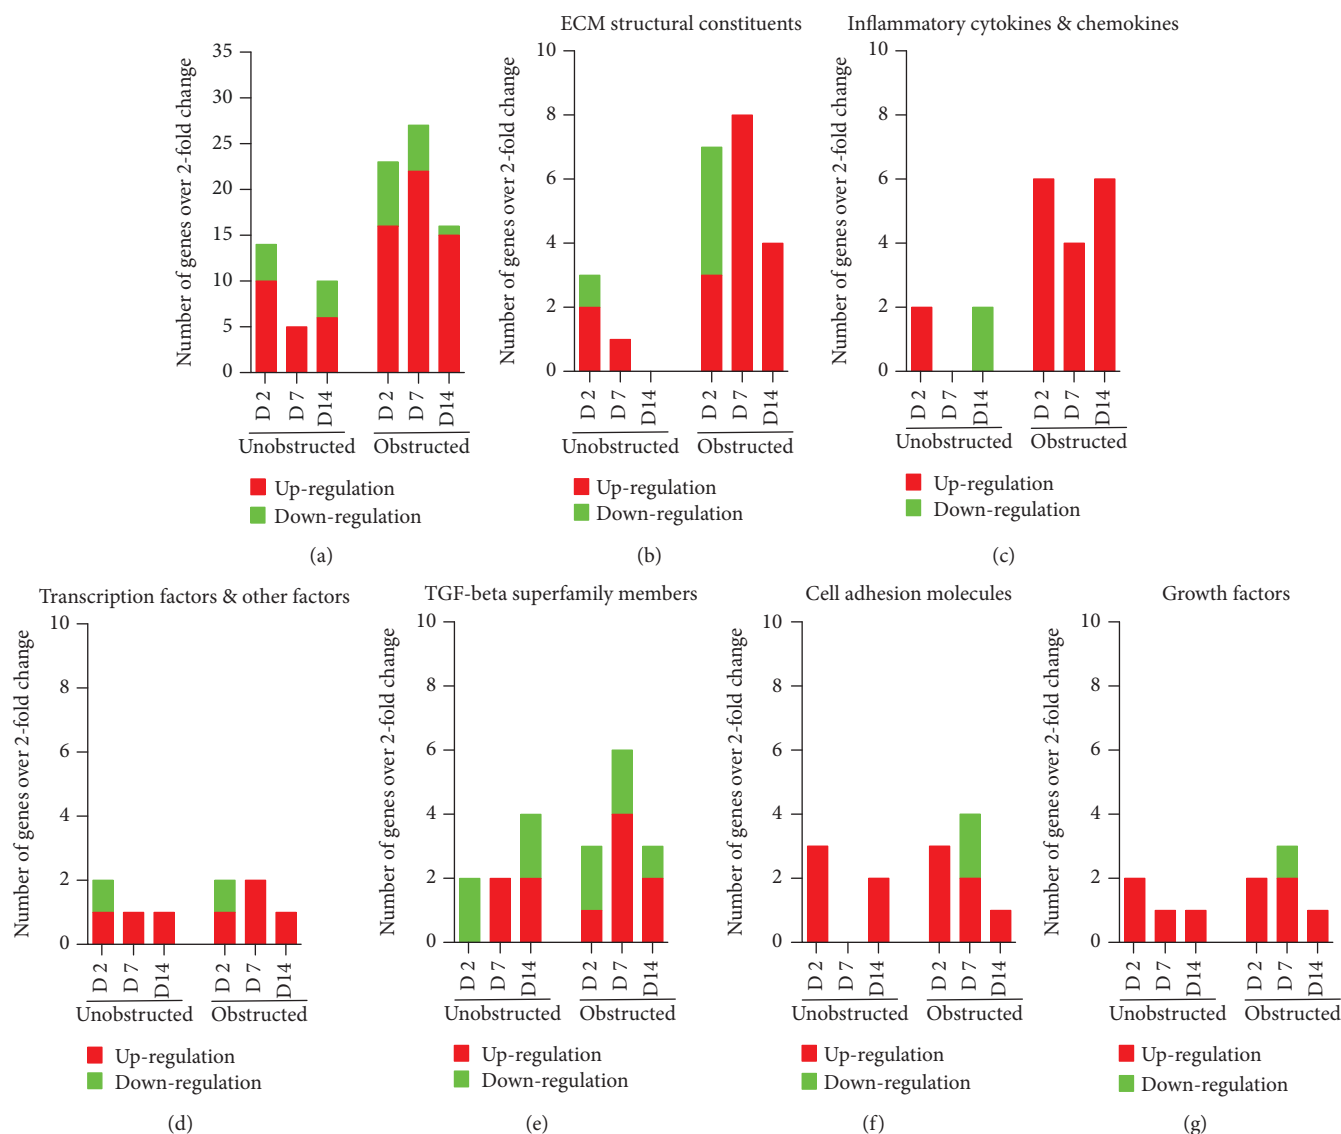 Number of genes over 2-fold change
35
30
25
20
15
10
5
0
D 2
D 7
D14
D 2
D 7
D14
Unobstructed
Obstructed
Up-regulation
Down-regulation
(a)
ECM structural constituents
Number of genes over 2-fold change
10
8
6
4
2
0
D 2
D 7
D14
D 2
D 7
D14
Unobstructed
Obstructed
Up-regulation
Down-regulation
(b)
Inflammatory cytokines & chemokines
Number of genes over 2-fold change
10
8
6
4
2
0
D 2
D 7
D14
D 2
D 7
D14
Unobstructed
Obstructed
Up-regulation
Down-regulation
(c)
Transcription factors & other factors
Number of genes over 2-fold change
10
8
6
4
2
0
D 2
D 7
D14
D 2
D 7
D14
Unobstructed
Obstructed
Up-regulation
Down-regulation
(d)
TGF-beta superfamily members
Number of genes over 2-fold change
10
8
6
4
2
0
D 2
D 7
D14
D 2
D 7
D14
Unobstructed
Obstructed
Up-regulation
Down-regulation
(e)
Cell adhesion molecules
Number of genes over 2-fold change
10
8
6
4
2
0
D 2
D 7
D14
D 2
D 7
D14
Unobstructed
Obstructed
Up-regulation
Down-regulation
(f)
Growth factors
Number of genes over 2-fold change
10
8
6
4
2
0
D 2
D 7
D14
D 2
D 7
D14
Unobstructed
Obstructed
Up-regulation
Down-regulation
(g)